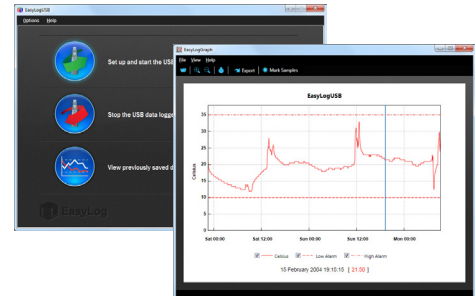 EasyLogUSB
Options Help
Set up and start the USB
Stop the USB data logge
View previously saved d
EasyLog
EasyLogGraph
File View Help
Export Mark Samples
EasyLogUSB
Celsius
35
30
25
20
15
10
5
0
Sat 00:00 Sat 12:00 Sun 00:00 Sun 12:00 Mon 00:00
Celsius Low Alarm High Alarm
15 February 2004 19:10:15 [ 21.50 ]